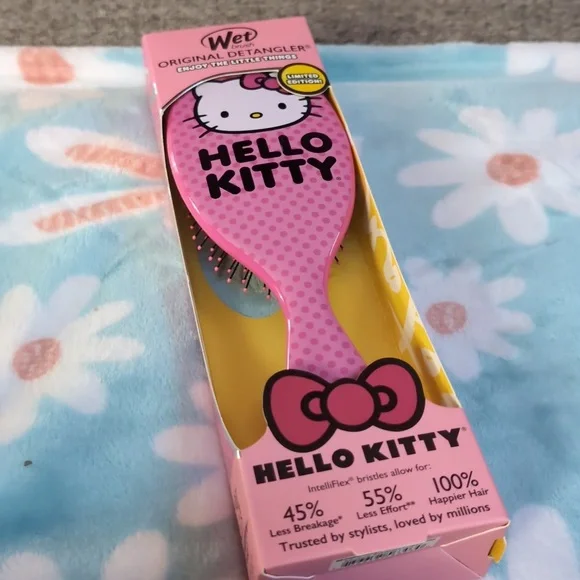 Wet
brush
ORIGINAL DETANGLER®
ENJOY THE LITTLE THINGS
LIMITED
EDITION!
HELLO
KITTY
HELLO KITTY®
IntelliFlex® bristles allow for:
45%
Less Breakage*
55%
Less Effort**
100%
Happier Hair
Trusted by stylists, loved by millions